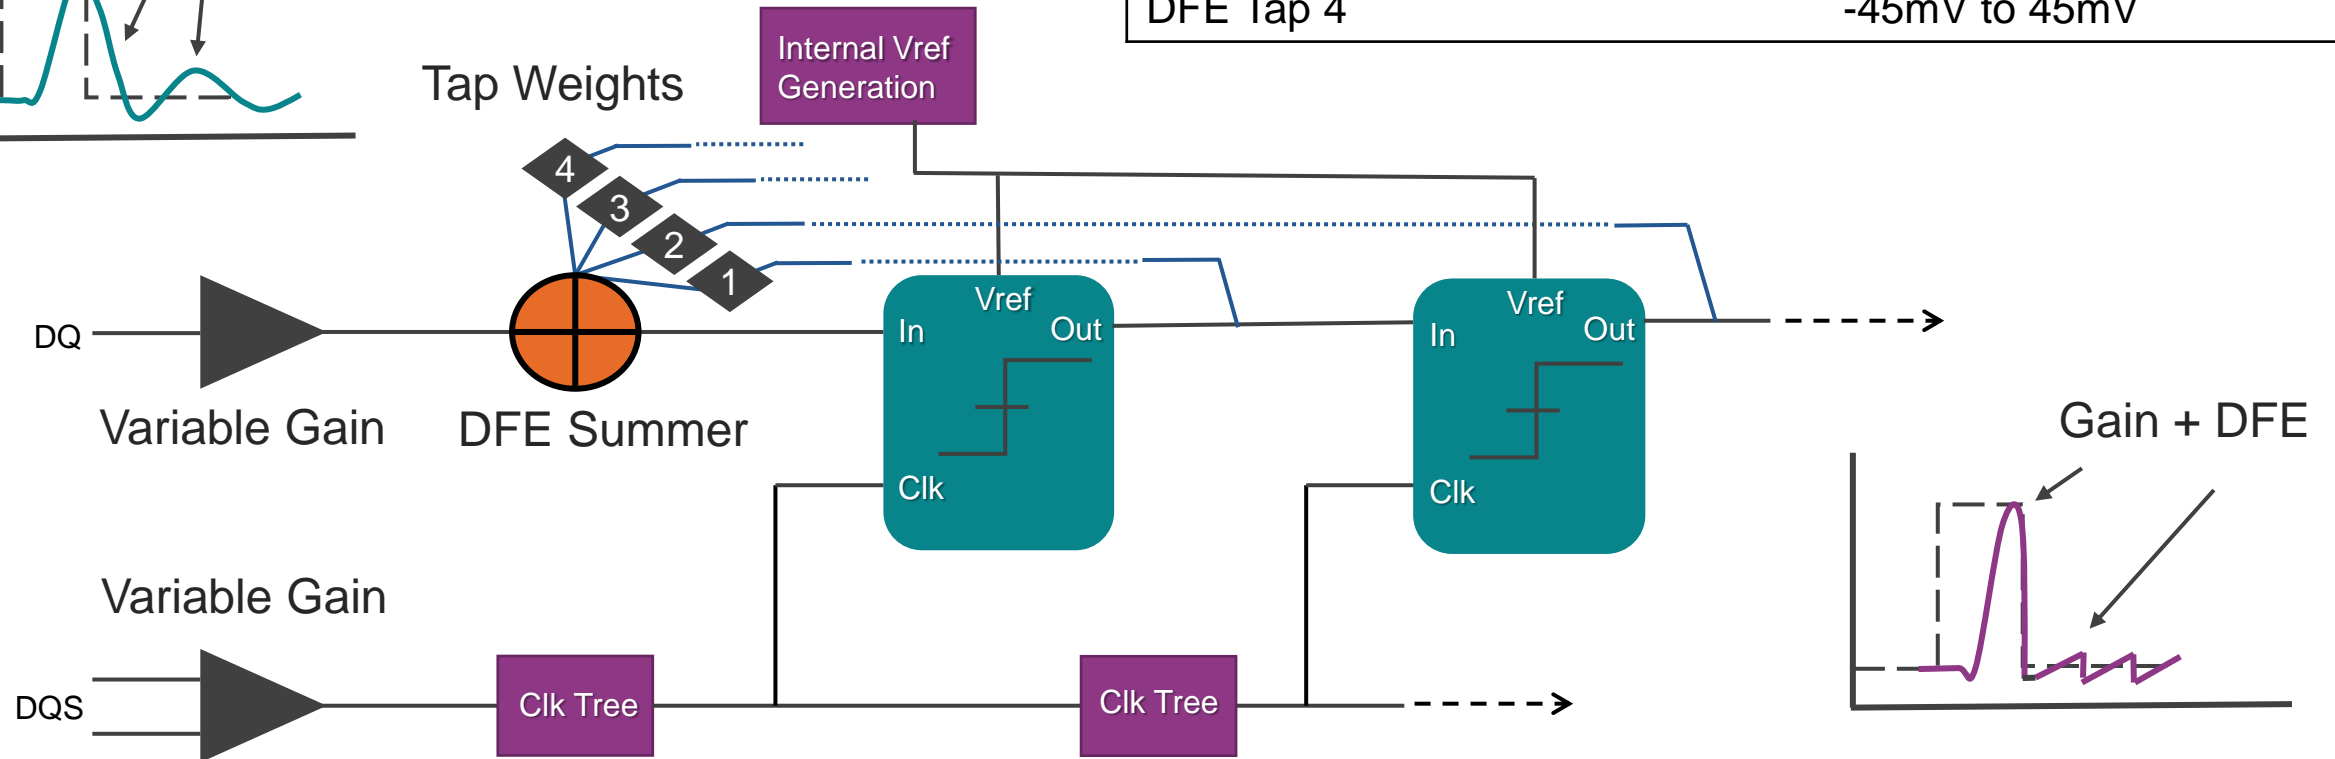 DFE Tap 4 -45mV to 45mV
Internal Vref
Generation
Tap Weights
4
3
2
1
Vref
In
Out
Clk
Vref
In
Out
Clk
DQ
Variable Gain
DFE Summer
Gain + DFE
Variable Gain
DQS
Clk Tree
Clk Tree